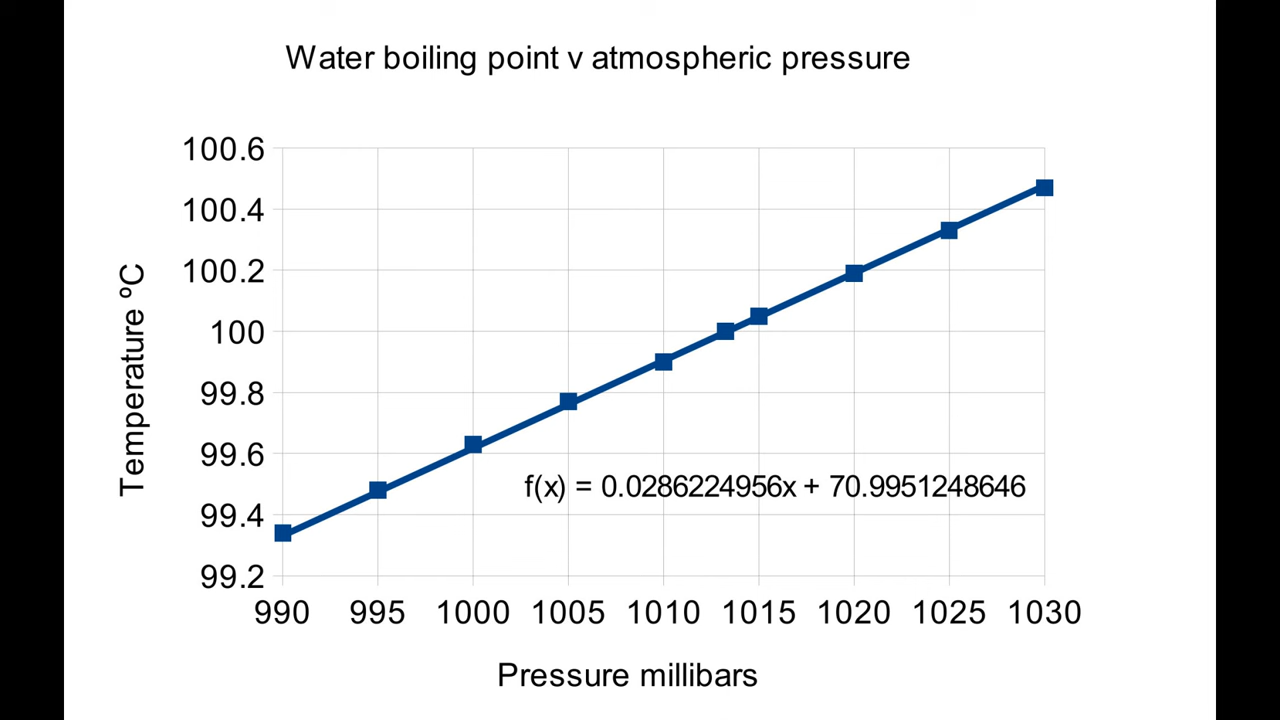 Water boiling point v atmospheric pressure
100.6
100.4
100.2
100
99.8
99.6
99.4
99.2
Temperature ºC
f(x) = 0.0286224956x + 70.9951248646
990 995 1000 1005 1010 1015 1020 1025 1030
Pressure millibars